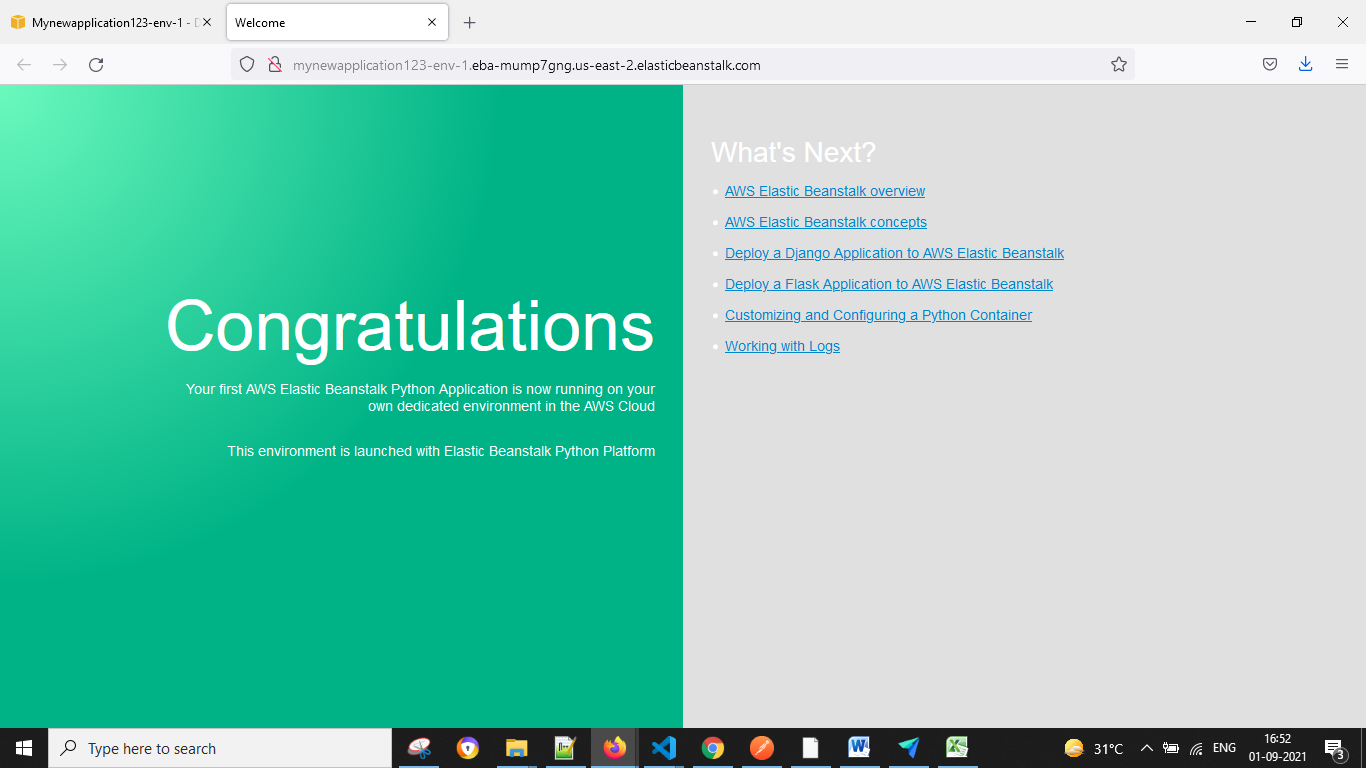 Mynewapplication123-env-1 - D
Welcome
mynewapplication123-env-1.eba-mump7gng.us-east-2.elasticbeanstalk.com
Congratulations
Your first AWS Elastic Beanstalk Python Application is now running on your
own dedicated environment in the AWS Cloud
This environment is launched with Elastic Beanstalk Python Platform
What's Next?
AWS Elastic Beanstalk overview
AWS Elastic Beanstalk concepts
Deploy a Django Application to AWS Elastic Beanstalk
Deploy a Flask Application to AWS Elastic Beanstalk
Customizing and Configuring a Python Container
Working with Logs
Type here to search
31°C
ENG
16:52
01-09-2021
3